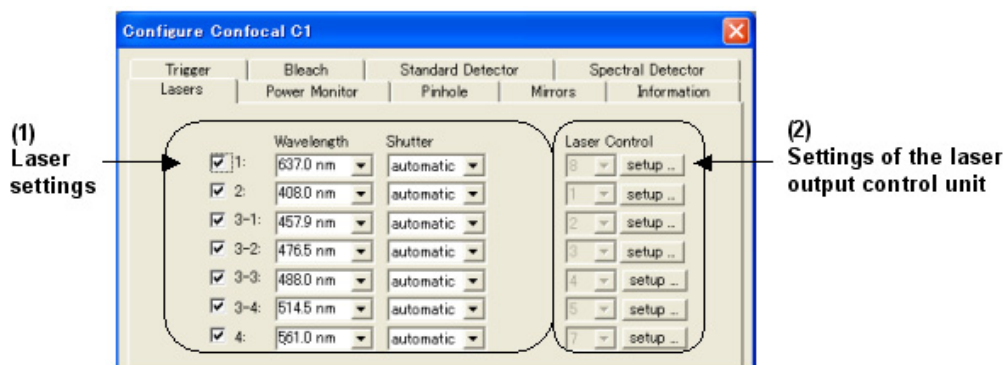 Configure Confocal C1
Trigger Bleach Standard Detector Spectral Detector
Lasers Power Monitor Pinhole Mirrors Information
(1)
Laser
settings
Wavelength Shutter Laser Control
1: 637.0 nm automatic 8 setup ..
2: 408.0 nm automatic 1 setup ..
3-1: 457.9 nm automatic 2 setup ..
3-2: 476.5 nm automatic 3 setup ..
3-3: 488.0 nm automatic 4 setup ..
3-4: 514.5 nm automatic 5 setup ..
4: 561.0 nm automatic 7 setup ..
(2)
Settings of the laser
output control unit